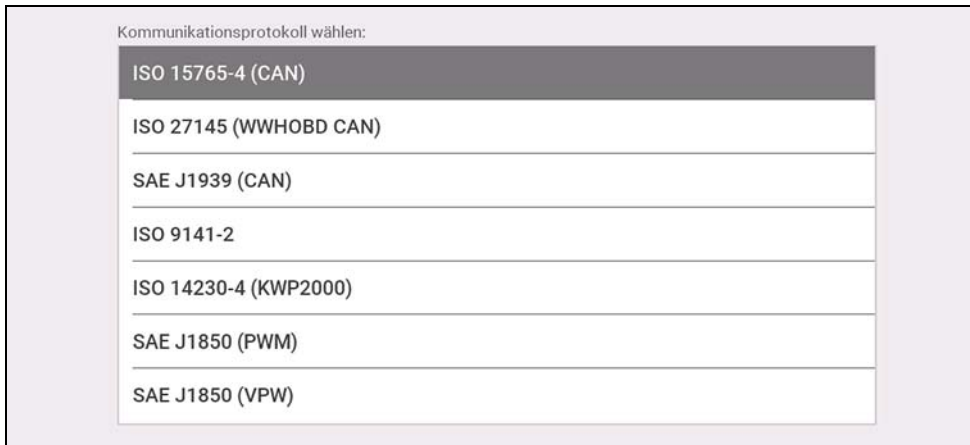 Kommunikationsprotokoll wählen:
ISO 15765-4 (CAN)
ISO 27145 (WWHOBD CAN)
SAE J1939 (CAN)
ISO 9141-2
ISO 14230-4 (KWP2000)
SAE J1850 (PWM)
SAE J1850 (VPW)